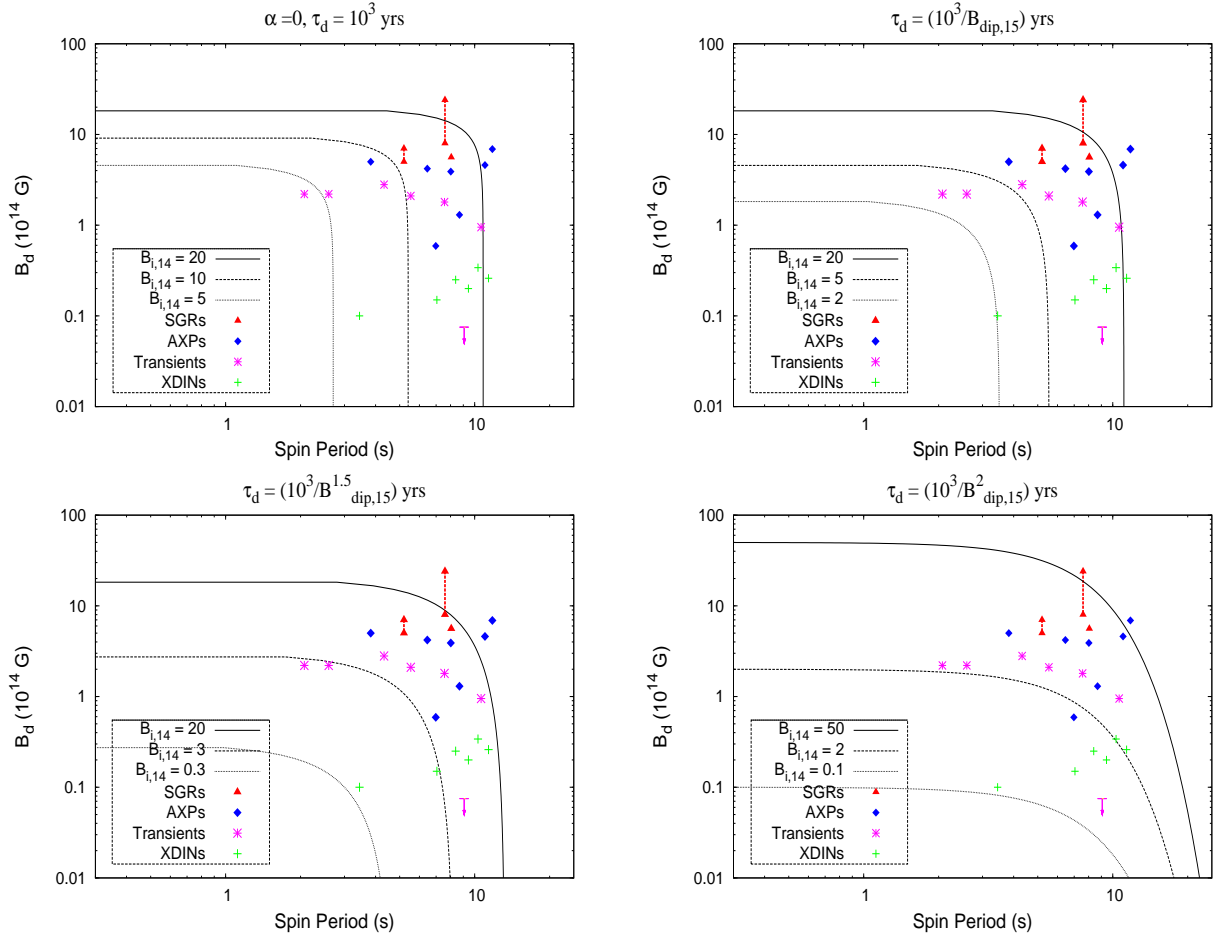 α =0, τd = 10³ yrs
100
10
1
0.1
0.01
Bd (10¹⁴ G)
1
10
Spin Period (s)
Bi,14 = 20
Bi,14 = 10
Bi,14 = 5
SGRs
AXPs
Transients
XDINs
τd = (10³/Bdip,15) yrs
100
10
1
0.1
0.01
Bd (10¹⁴ G)
1
10
Spin Period (s)
Bi,14 = 20
Bi,14 = 5
Bi,14 = 2
SGRs
AXPs
Transients
XDINs
τd = (10³/B¹·⁵dip,15) yrs
100
10
1
0.1
0.01
Bd (10¹⁴ G)
1
10
Spin Period (s)
Bi,14 = 20
Bi,14 = 3
Bi,14 = 0.3
SGRs
AXPs
Transients
XDINs
τd = (10³/B²dip,15) yrs
100
10
1
0.1
0.01
Bd (10¹⁴ G)
1
10
Spin Period (s)
Bi,14 = 50
Bi,14 = 2
Bi,14 = 0.1
SGRs
AXPs
Transients
XDINs